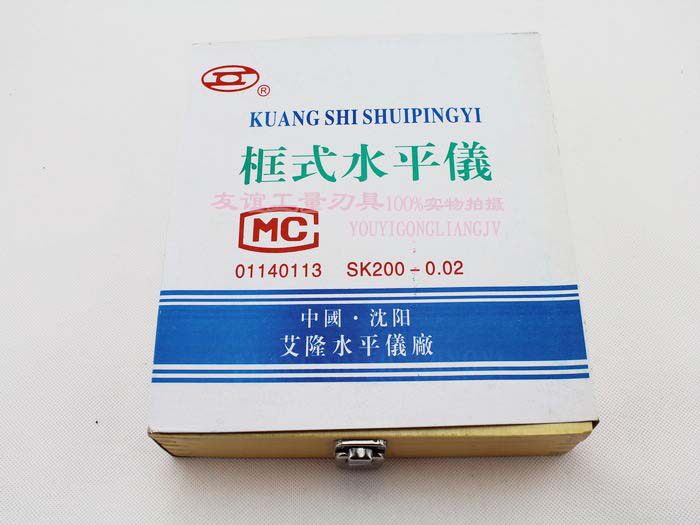 ®
KUANG SHI SHUIPINGYI
框式水平儀
友谊工量刃具100%实物拍摄
YOUYIGONGLIANGJV
MC
01140113 SK200-0.02
中國·沈阳
艾隆水平儀廠